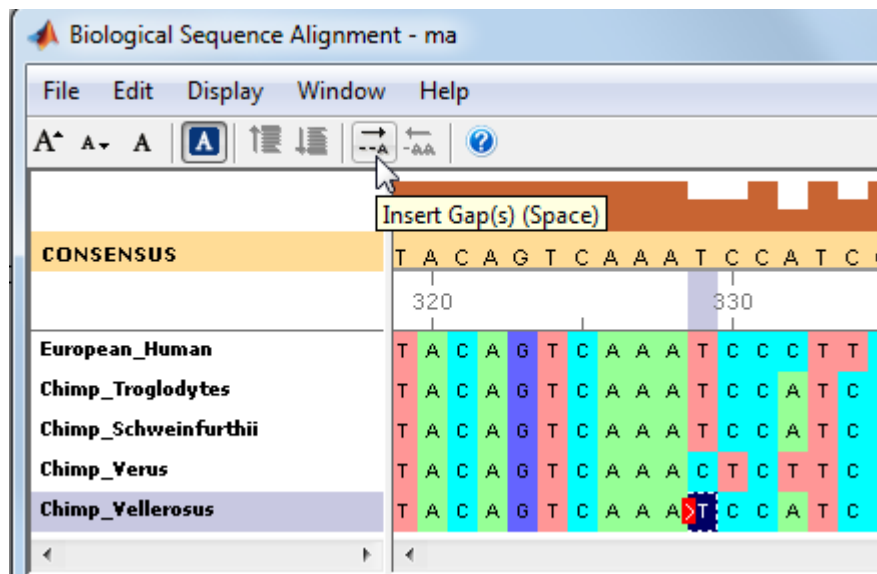 Biological Sequence Alignment - ma
File Edit Display Window Help
A A A A --A -AA ?
Insert Gap(s) (Space)
CONSENSUS T A C A G T C A A A T C C A T C
320 330
European_Human T A C A G T C A A A T C C C T T
Chimp_Troglodytes T A C A G T C A A A T C C A T C
Chimp_Schweinfurthii T A C A G T C A A A T C C A T C
Chimp_Verus T A C A G T C A A A C T C T T C
Chimp_Vellerosus T A C A G T C A A A T C C A T C